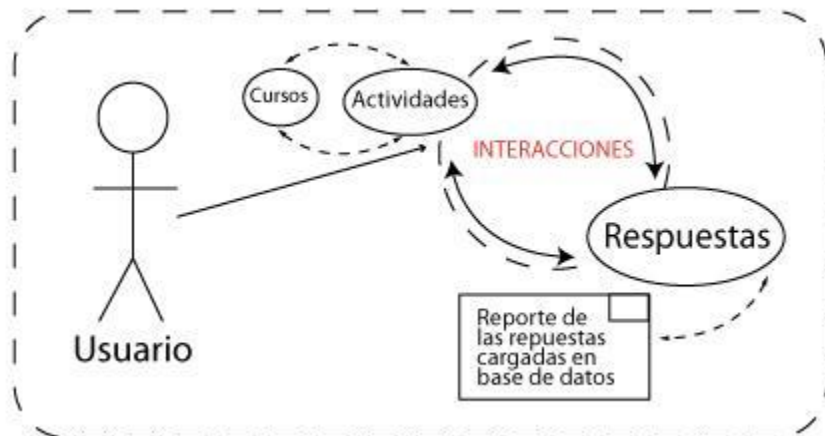 Cursos
Actividades
INTERACCIONES
Respuestas
Usuario
Reporte de
las repuestas
cargadas en
base de datos